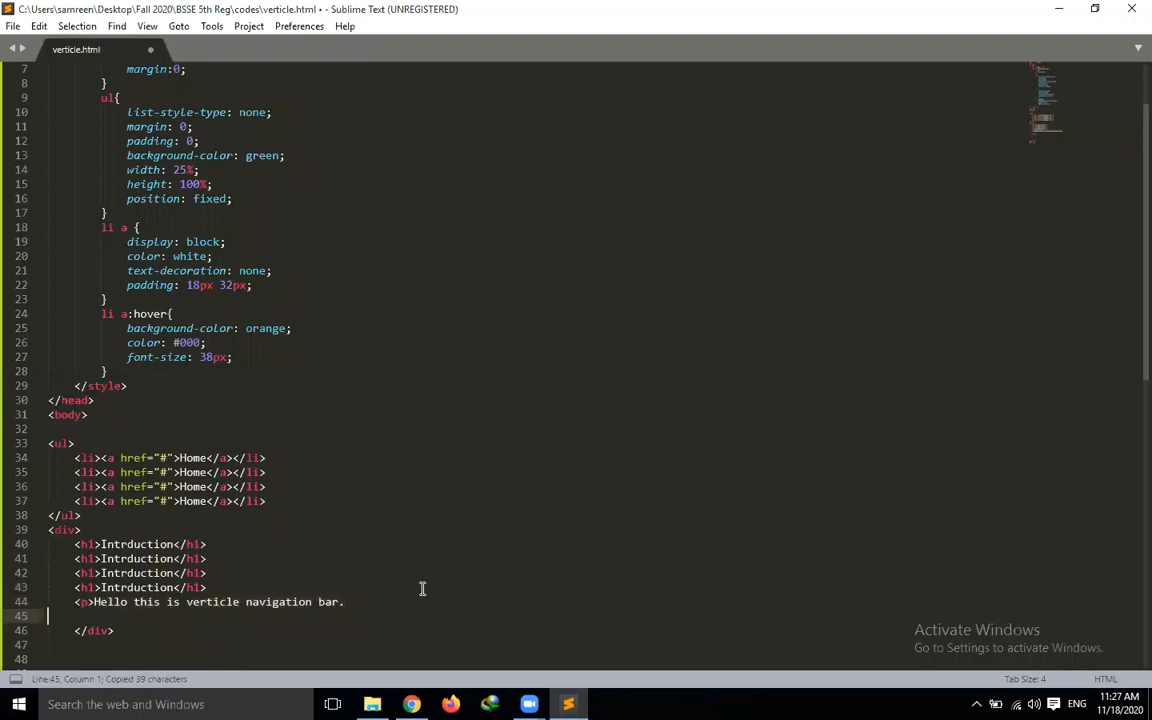 C:\Users\samreen\Desktop\Fall 2020\BSSE 5th Reg\codes\verticle.html • - Sublime Text (UNREGISTERED)
File Edit Selection Find View Goto Tools Project Preferences Help
verticle.html
7 margin:0;
8 }
9 ul{
10 list-style-type: none;
11 margin: 0;
12 padding: 0;
13 background-color: green;
14 width: 25%;
15 height: 100%;
16 position: fixed;
17 }
18 li a {
19 display: block;
20 color: white;
21 text-decoration: none;
22 padding: 18px 32px;
23 }
24 li a:hover{
25 background-color: orange;
26 color: #000;
27 font-size: 38px;
28 }
29 </style>
30 </head>
31 <body>
32
33 <ul>
34 <li><a href="#">Home</a></li>
35 <li><a href="#">Home</a></li>
36 <li><a href="#">Home</a></li>
37 <li><a href="#">Home</a></li>
38 </ul>
39 <div>
40 <h1>Intrduction</h1>
41 <h1>Intrduction</h1>
42 <h1>Intrduction</h1>
43 <h1>Intrduction</h1>
44 <p>Hello this is verticle navigation bar.
45
46 </div>
47
48
Activate Windows
Go to Settings to activate Windows.
Line 45, Column 1; Copied 39 characters Tab Size: 4 HTML
Search the web and Windows ENG 11:27 AM
11/18/2020